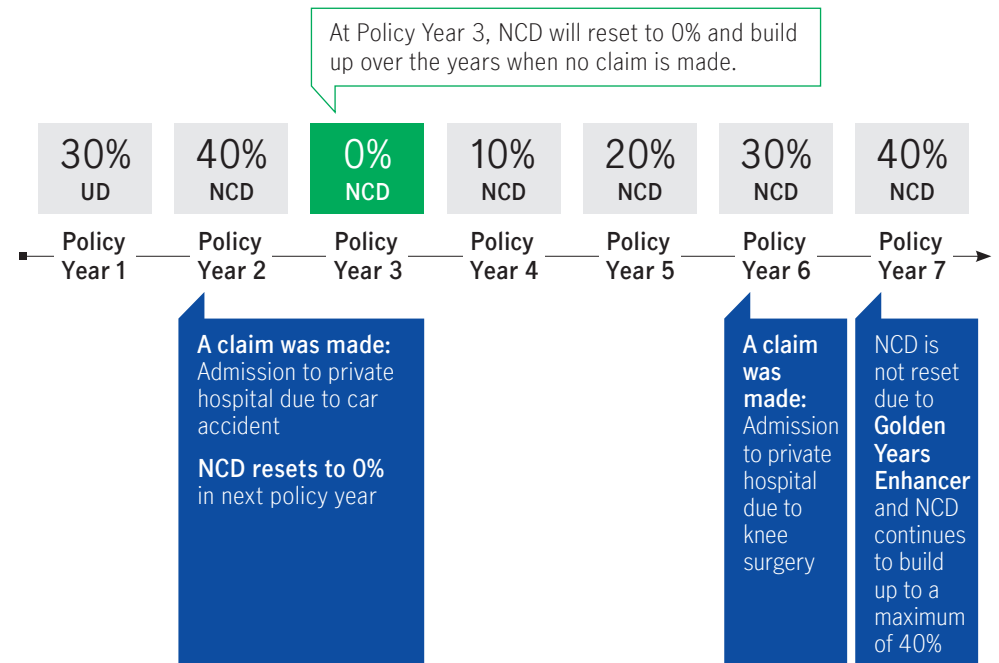 At Policy Year 3, NCD will reset to 0% and build
up over the years when no claim is made.
30%
UD
40%
NCD
0%
NCD
10%
NCD
20%
NCD
30%
NCD
40%
NCD
Policy
Year 1
Policy
Year 2
Policy
Year 3
Policy
Year 4
Policy
Year 5
Policy
Year 6
Policy
Year 7
A claim was made:
Admission to private
hospital due to car
accident
NCD resets to 0%
in next policy year
A claim
was
made:
Admission
to private
hospital
due to
knee
surgery
NCD is
not reset
due to
Golden
Years
Enhancer
and NCD
continues
to build
up to a
maximum
of 40%